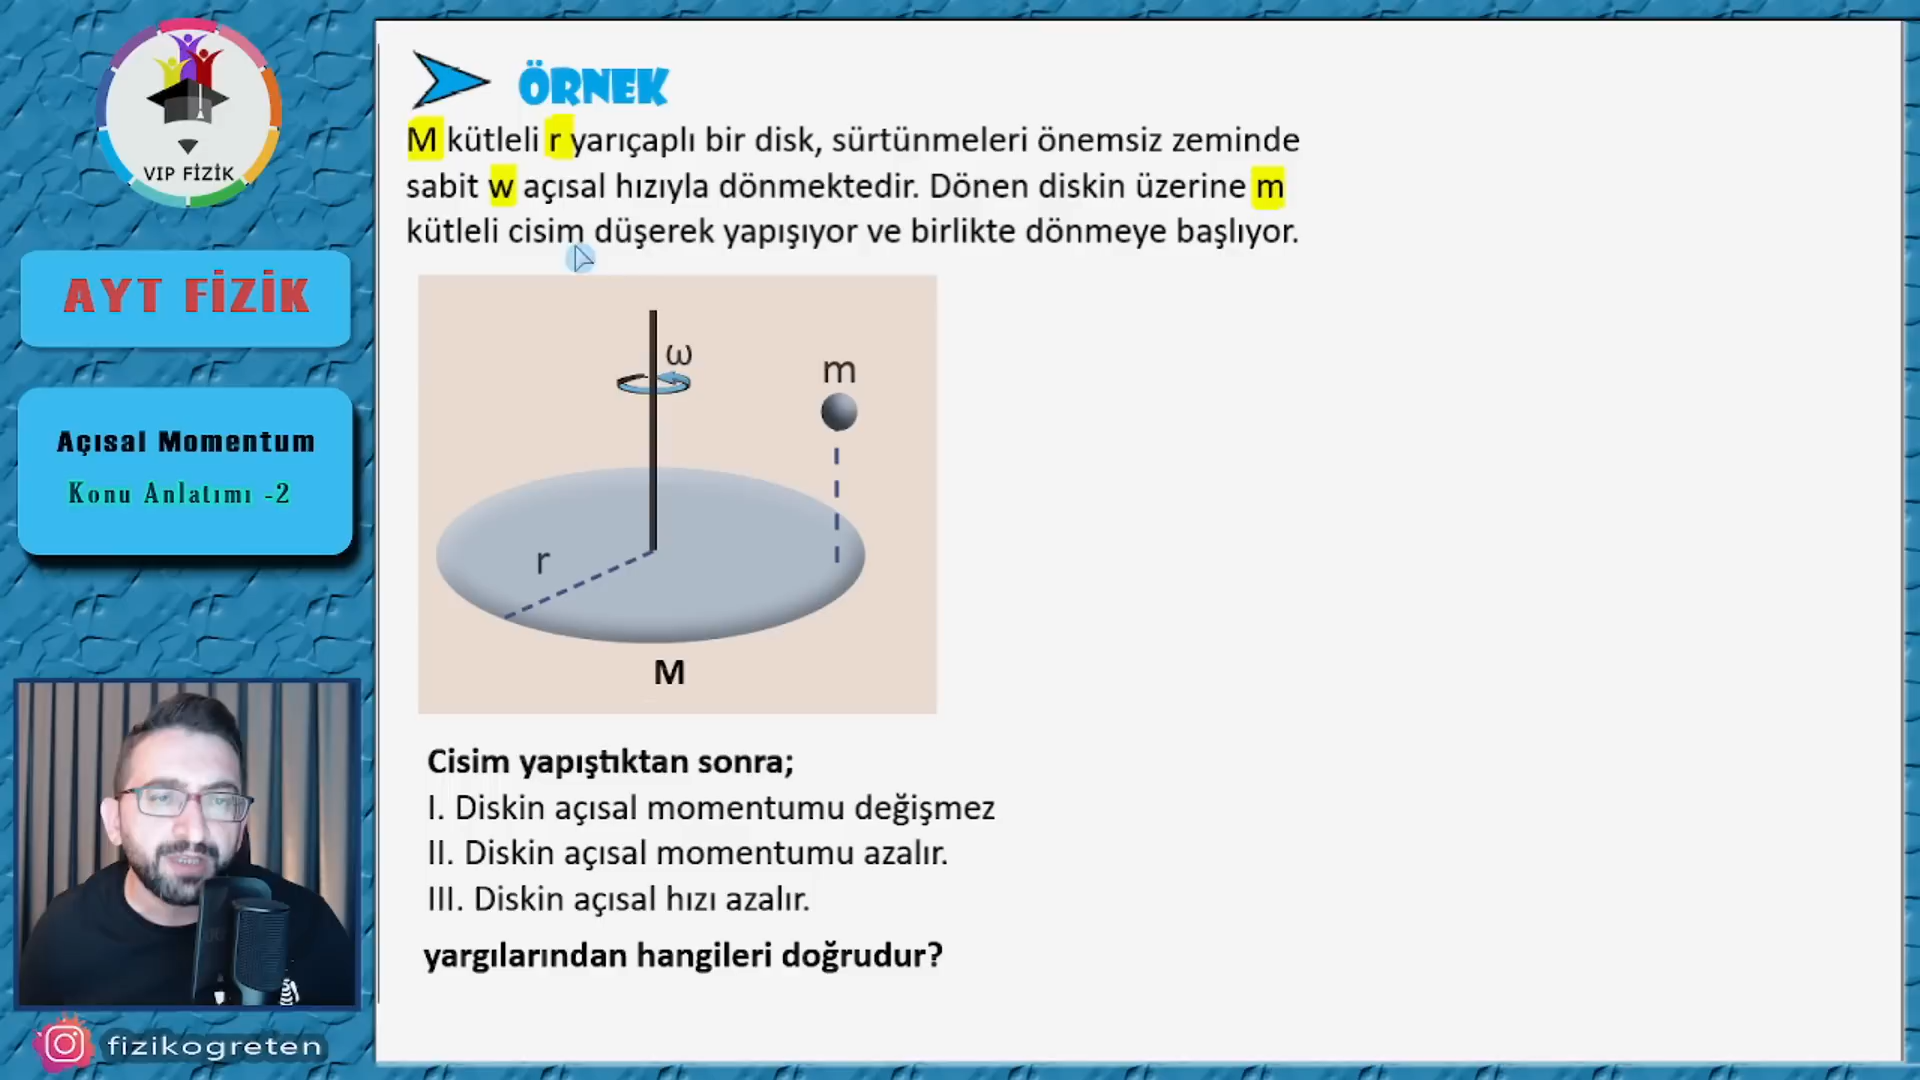 VIP FİZİK
AYT FİZİK
Açısal Momentum
Konu Anlatımı -2
fizikogreten
ÖRNEK
M kütleli r yarıçaplı bir disk, sürtünmeleri önemsiz zeminde
sabit w açısal hızıyla dönmektedir. Dönen diskin üzerine m
kütleli cisim düşerek yapışıyor ve birlikte dönmeye başlıyor.
ω
m
r
M
Cisim yapıştıktan sonra;
I. Diskin açısal momentumu değişmez
II. Diskin açısal momentumu azalır.
III. Diskin açısal hızı azalır.
yargılarından hangileri doğrudur?